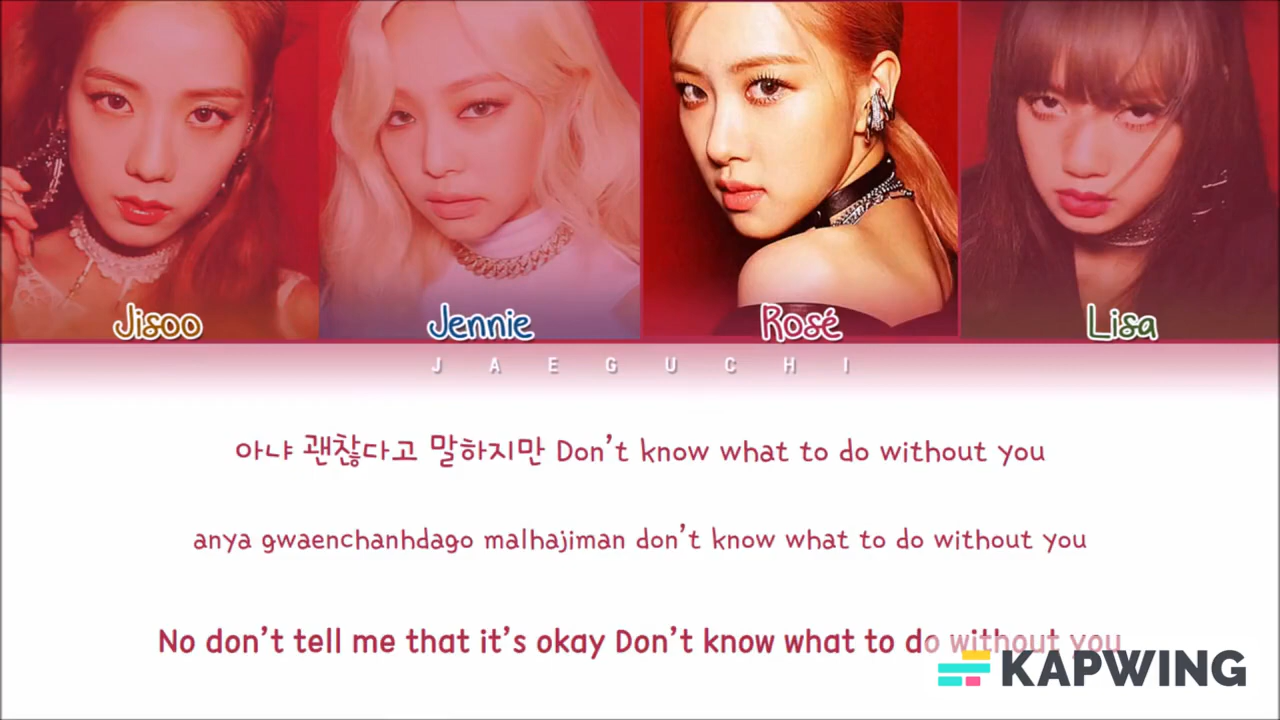 Jisoo
Jennie
Rosé
Lisa
JAEGUCHI
아냐 괜찮다고 말하지만 Don't know what to do without you
anya gwaenchanhdago malhajiman don't know what to do without you
No don't tell me that it's okay Don't know what to do without you
KAPWING